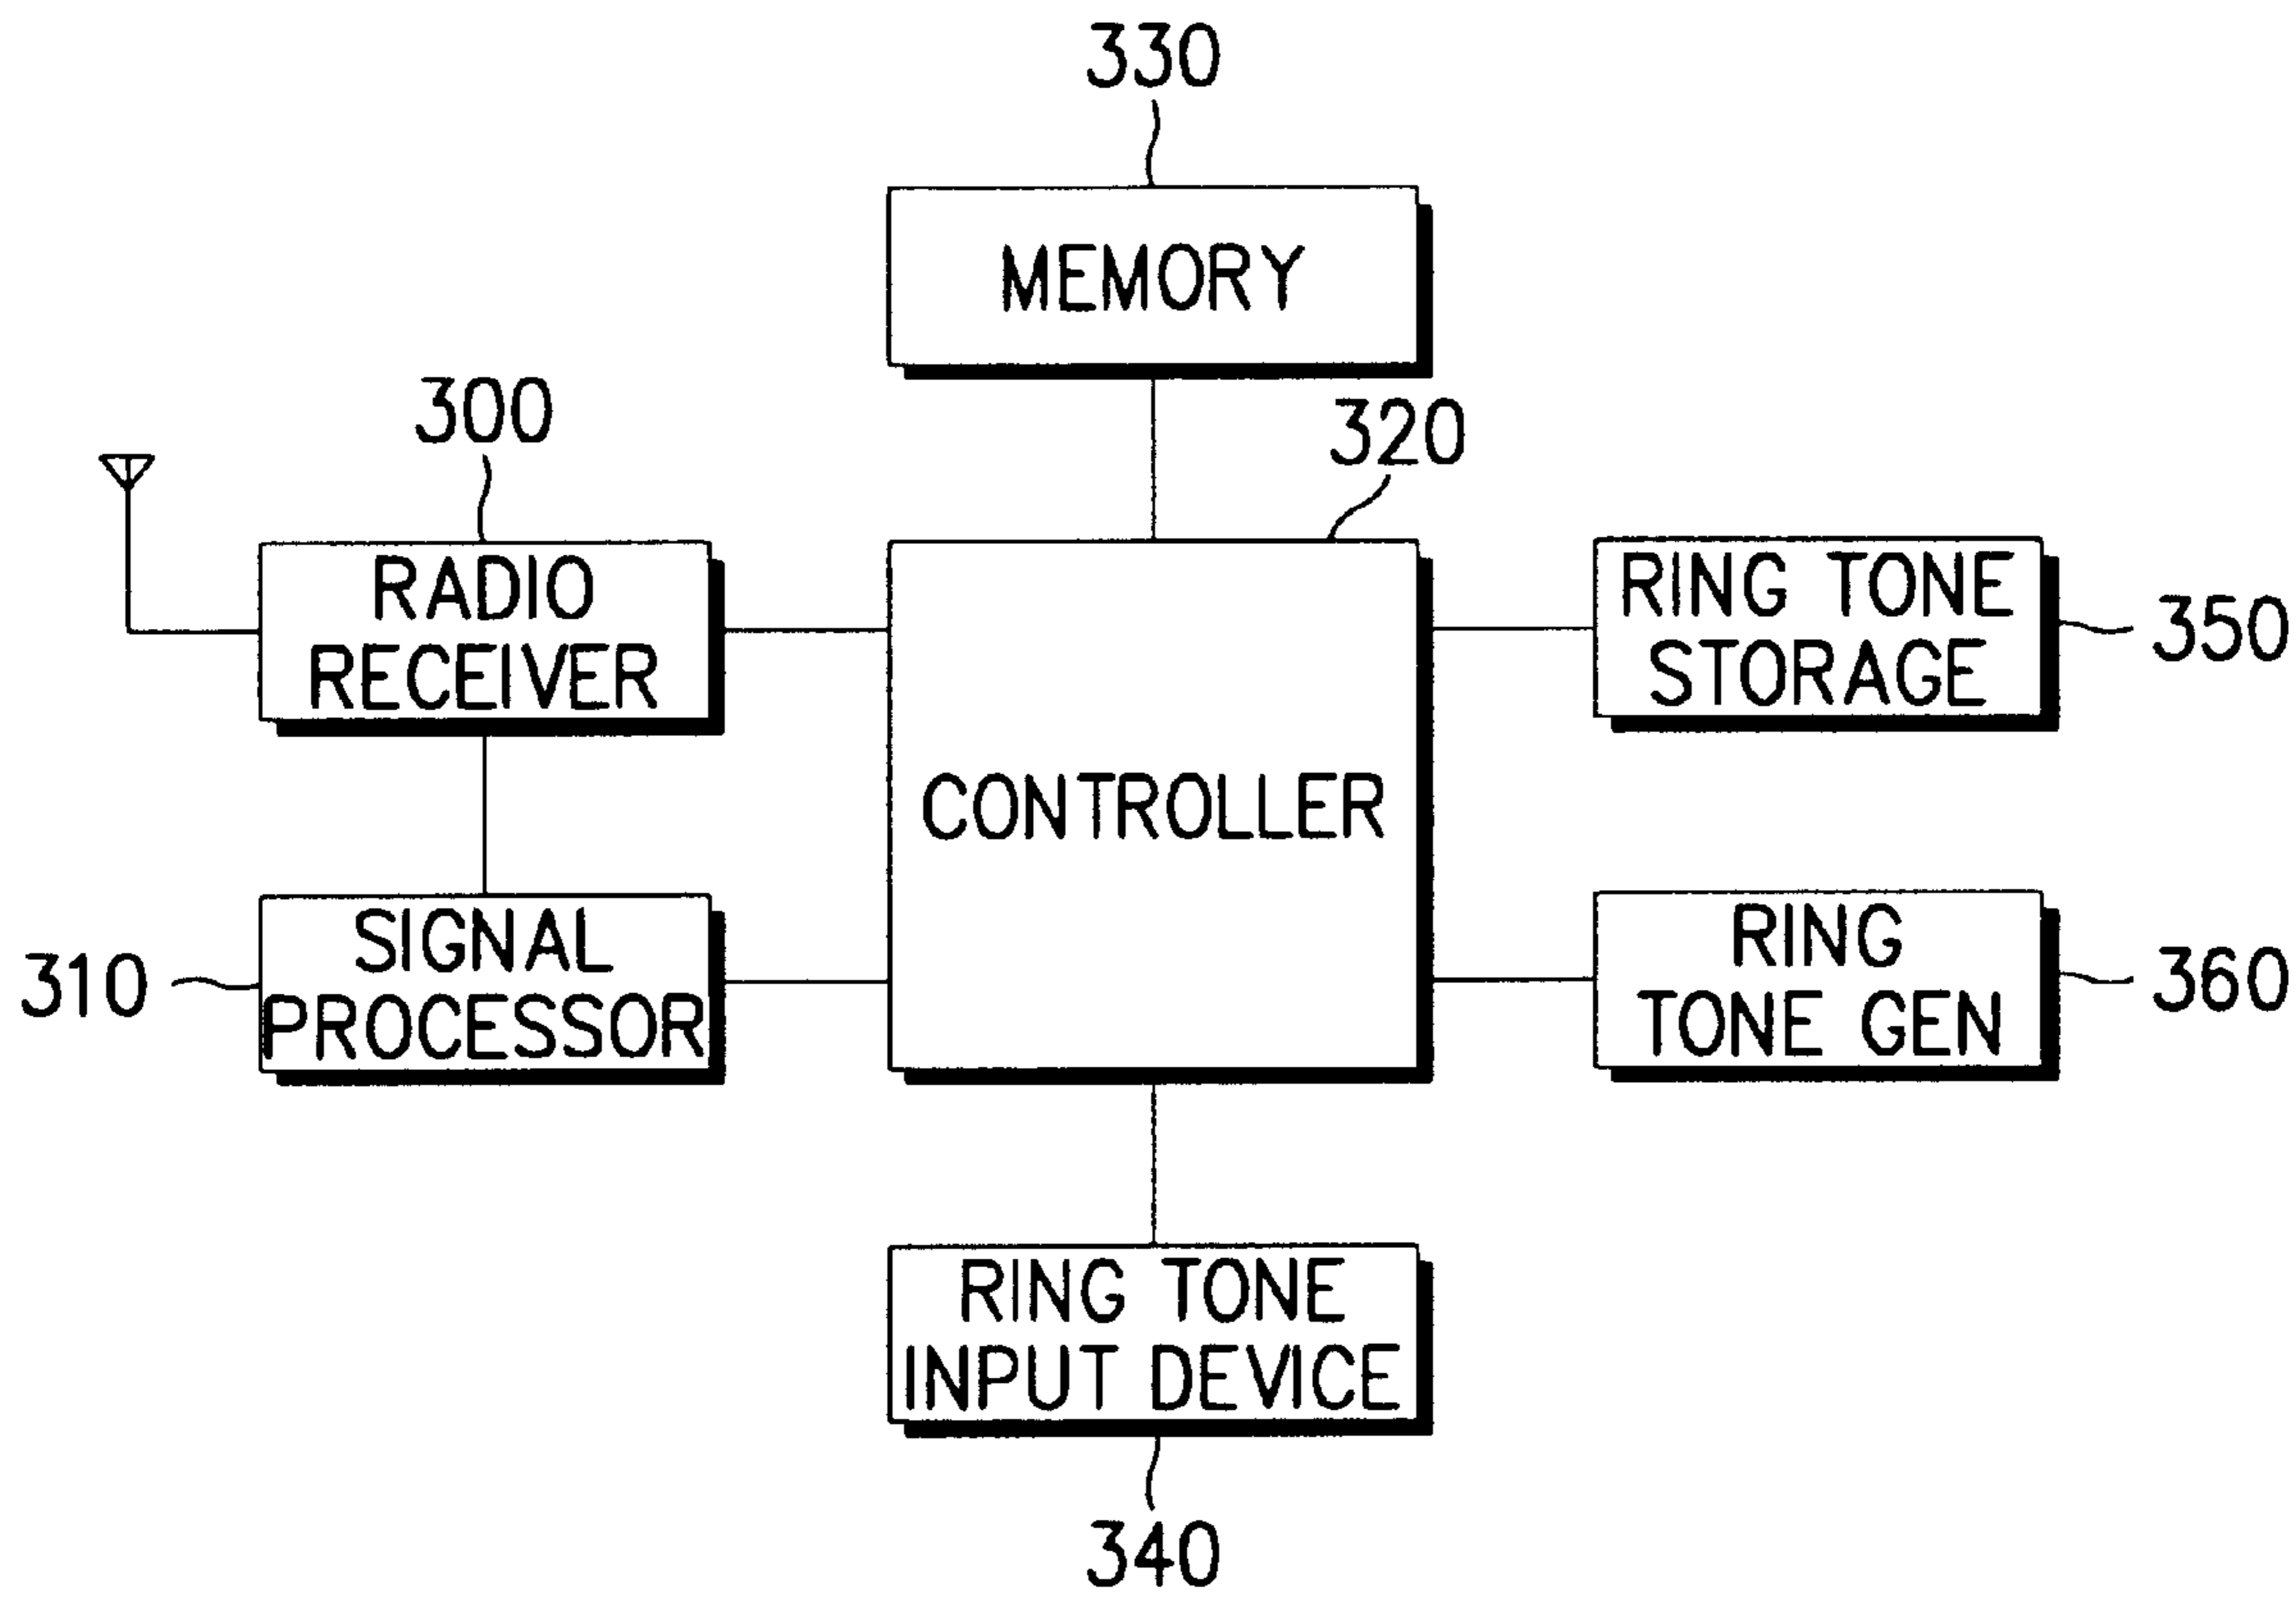 330
MEMORY
300
320
RADIO
RECEIVER
RING TONE
STORAGE
350
CONTROLLER
310
SIGNAL
PROCESSOR
RING
TONE GEN
360
RING TONE
INPUT DEVICE
340